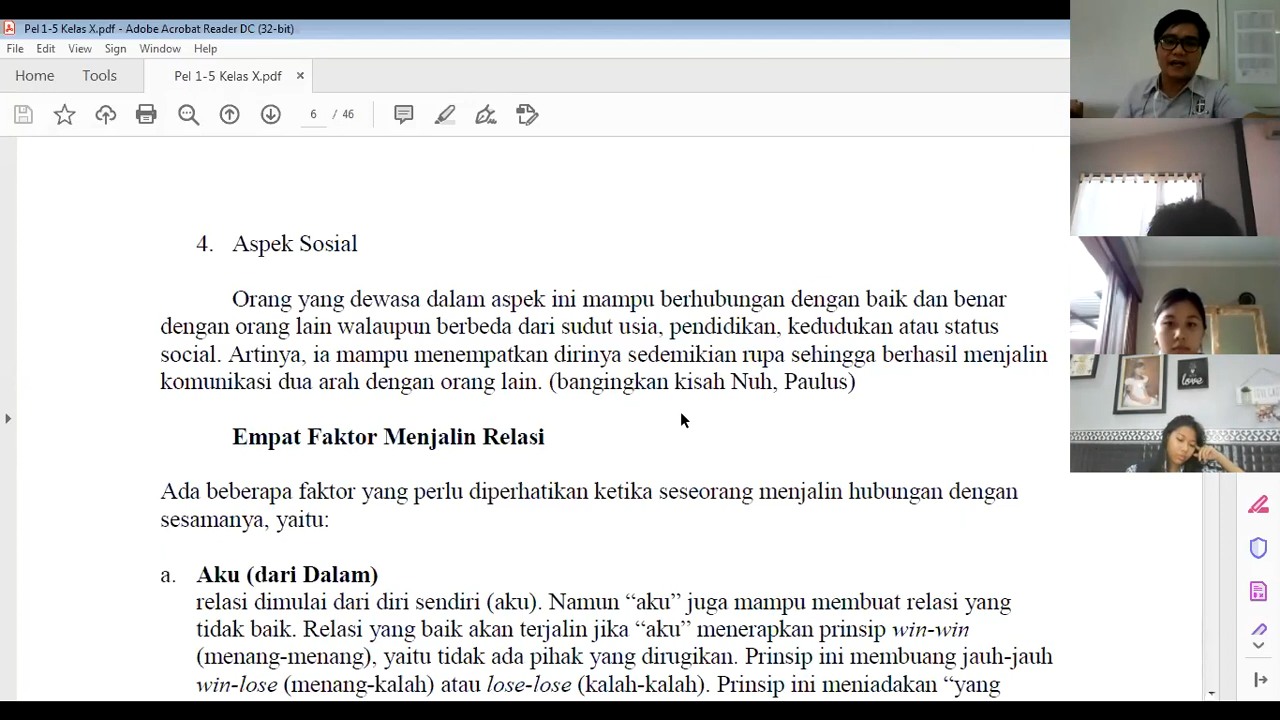 Pel 1-5 Kelas X.pdf - Adobe Acrobat Reader DC (32-bit)
File Edit View Sign Window Help
Home Tools Pel 1-5 Kelas X.pdf ×
6 / 46
4. Aspek Sosial
Orang yang dewasa dalam aspek ini mampu berhubungan dengan baik dan benar
dengan orang lain walaupun berbeda dari sudut usia, pendidikan, kedudukan atau status
social. Artinya, ia mampu menempatkan dirinya sedemikian rupa sehingga berhasil menjalin
komunikasi dua arah dengan orang lain. (bangingkan kisah Nuh, Paulus)
Empat Faktor Menjalin Relasi
Ada beberapa faktor yang perlu diperhatikan ketika seseorang menjalin hubungan dengan
sesamanya, yaitu:
a. Aku (dari Dalam)
relasi dimulai dari diri sendiri (aku). Namun “aku” juga mampu membuat relasi yang
tidak baik. Relasi yang baik akan terjalin jika “aku” menerapkan prinsip win-win
(menang-menang), yaitu tidak ada pihak yang dirugikan. Prinsip ini membuang jauh-jauh
win-lose (menang-kalah) atau lose-lose (kalah-kalah). Prinsip ini meniadakan “yang
love